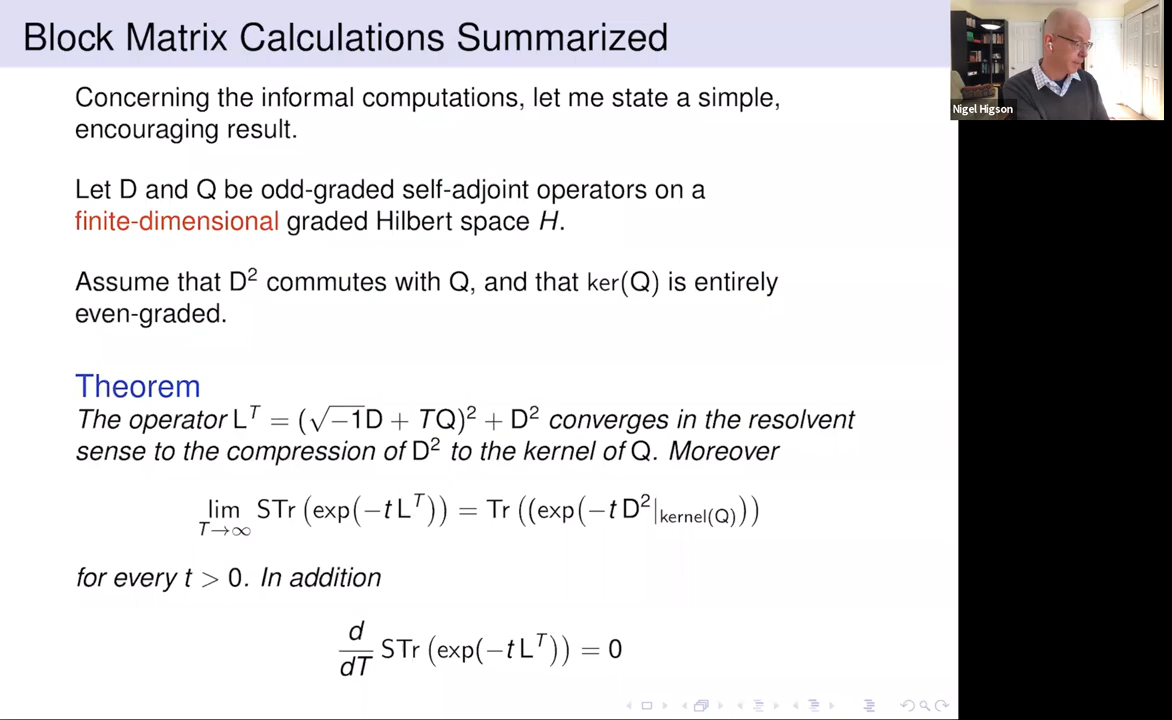 Block Matrix Calculations Summarized
Nigel Higson
Concerning the informal computations, let me state a simple,
encouraging result.
Let D and Q be odd-graded self-adjoint operators on a
finite-dimensional graded Hilbert space H.
Assume that D² commutes with Q, and that ker(Q) is entirely
even-graded.
Theorem
The operator L^T = (√−1D + TQ)² + D² converges in the resolvent
sense to the compression of D² to the kernel of Q. Moreover
lim_{T→∞} STr (exp(−t L^T)) = Tr ((exp(−t D²|_{kernel(Q)}))
for every t > 0. In addition
d/dT STr (exp(−t L^T)) = 0